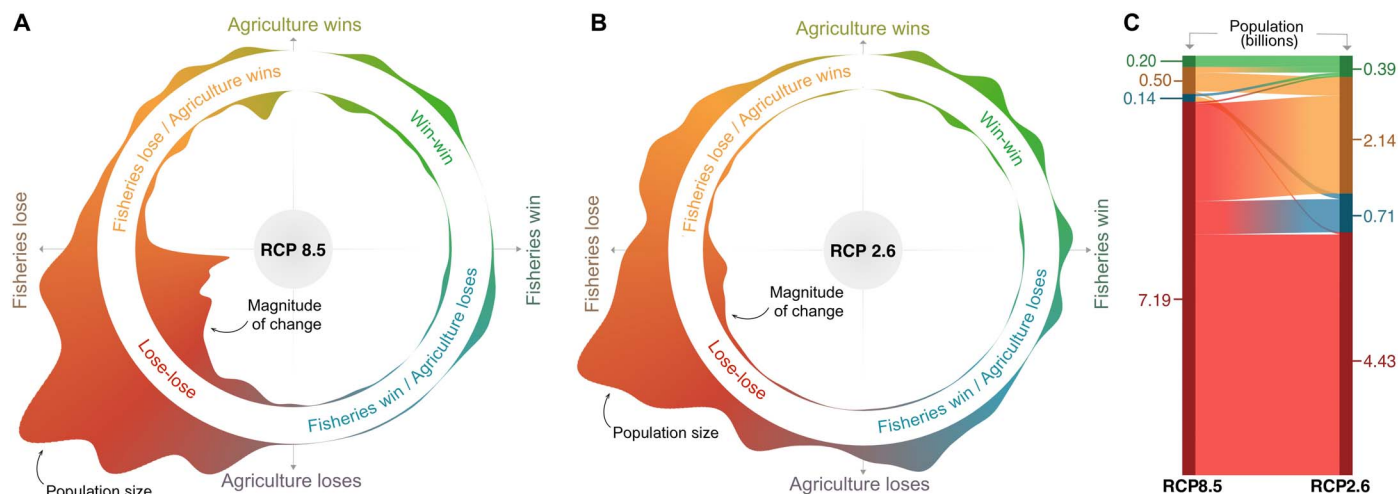 A
Agriculture wins
Fisheries lose / Agriculture wins
Win-win
Fisheries lose
RCP 8.5
Fisheries win
Magnitude
of change
Lose-lose
Fisheries win / Agriculture loses
Agriculture loses
Population size
B
Agriculture wins
Fisheries lose / Agriculture wins
Win-win
Fisheries lose
RCP 2.6
Fisheries win
Magnitude
of change
Lose-lose
Fisheries win / Agriculture loses
Population size
Agriculture loses
C
Population
(billions)
0.20
0.50
0.14
7.19
0.39
2.14
0.71
4.43
RCP8.5
RCP2.6